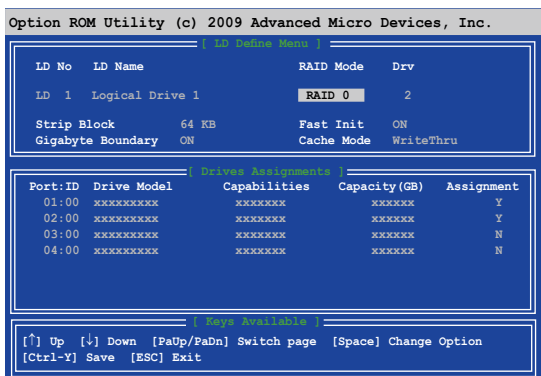 Option ROM Utility (c) 2009 Advanced Micro Devices, Inc.
[ LD Define Menu ]
LD No LD Name RAID Mode Drv
LD 1 Logical Drive 1 RAID 0 2
Strip Block 64 KB Fast Init ON
Gigabyte Boundary ON Cache Mode WriteThru
[ Drives Assignments ]
Port:ID Drive Model Capabilities Capacity(GB) Assignment
01:00 xxxxxxxxx xxxxxxx xxxxxx Y
02:00 xxxxxxxxx xxxxxxx xxxxxx Y
03:00 xxxxxxxxx xxxxxxx xxxxxx N
04:00 xxxxxxxxx xxxxxxx xxxxxx N
[ Keys Available ]
[↑] Up [↓] Down [PaUp/PaDn] Switch page [Space] Change Option
[Ctrl-Y] Save [ESC] Exit